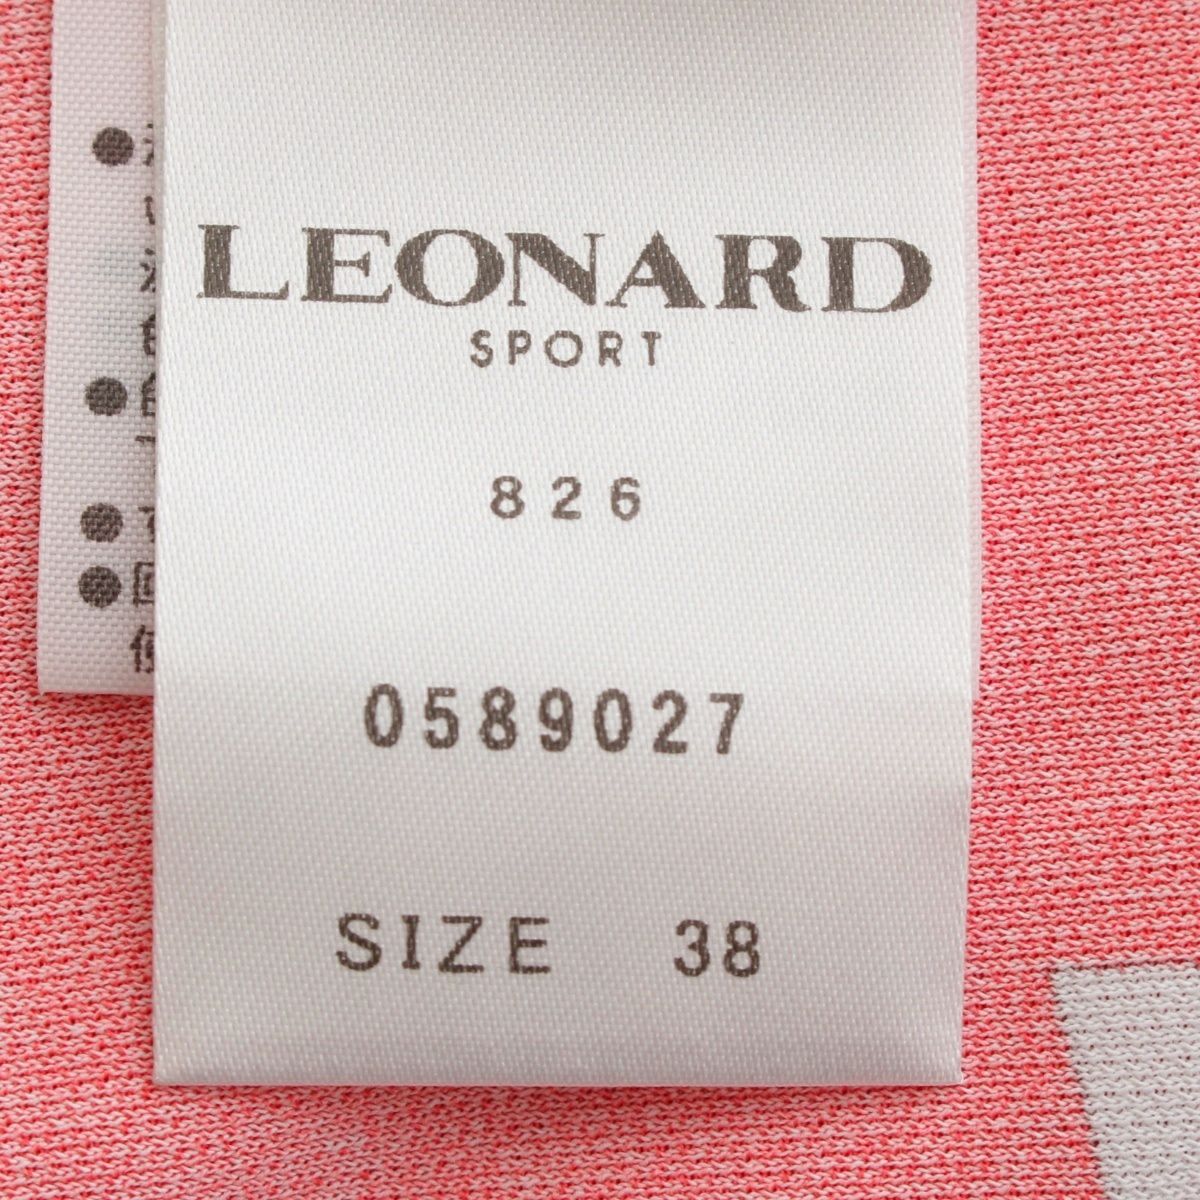 LEONARD
SPORT
826
0589027
SIZE 38